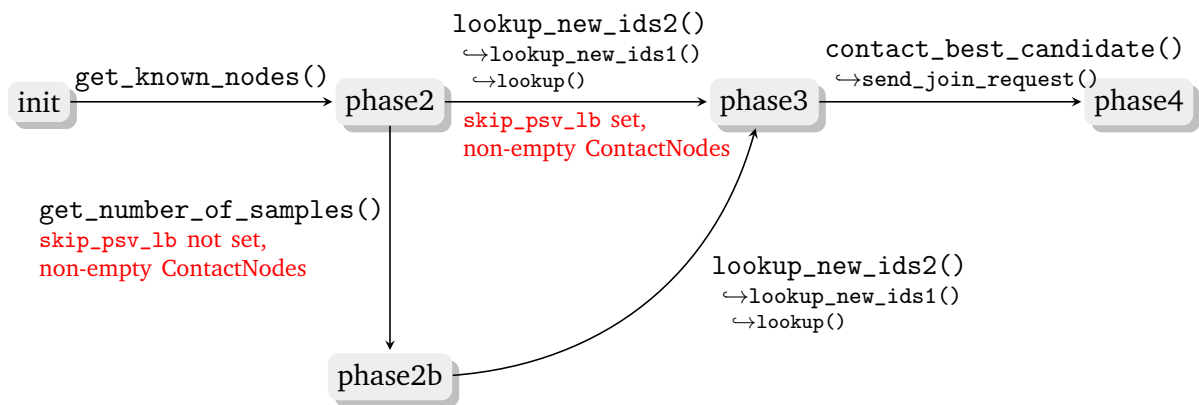 init
get_known_nodes()
phase2
lookup_new_ids2()
↪lookup_new_ids1()
↪lookup()
skip_psv_lb set,
non-empty ContactNodes
phase3
contact_best_candidate()
↪send_join_request()
phase4
get_number_of_samples()
skip_psv_lb not set,
non-empty ContactNodes
lookup_new_ids2()
↪lookup_new_ids1()
↪lookup()
phase2b